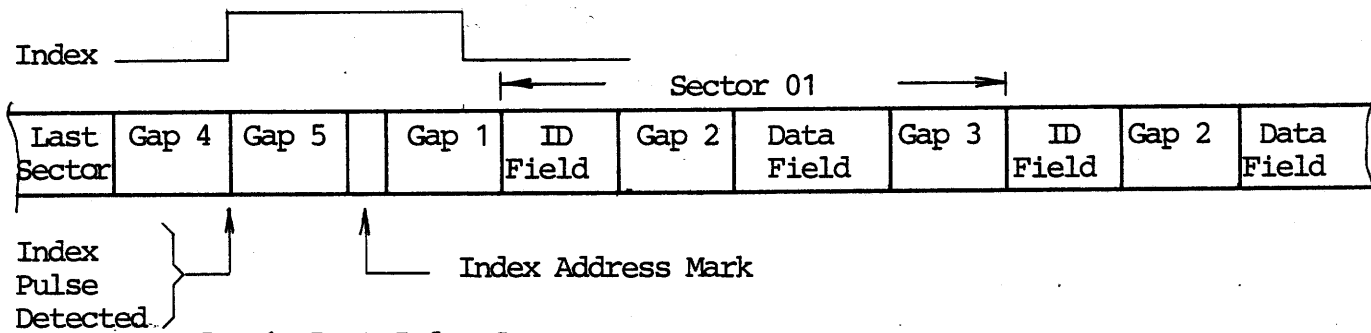 Index
Sector 01
Last Sector
Gap 4
Gap 5
Gap 1
ID Field
Gap 2
Data Field
Gap 3
ID Field
Gap 2
Data Field
Index Pulse Detected
Index Address Mark